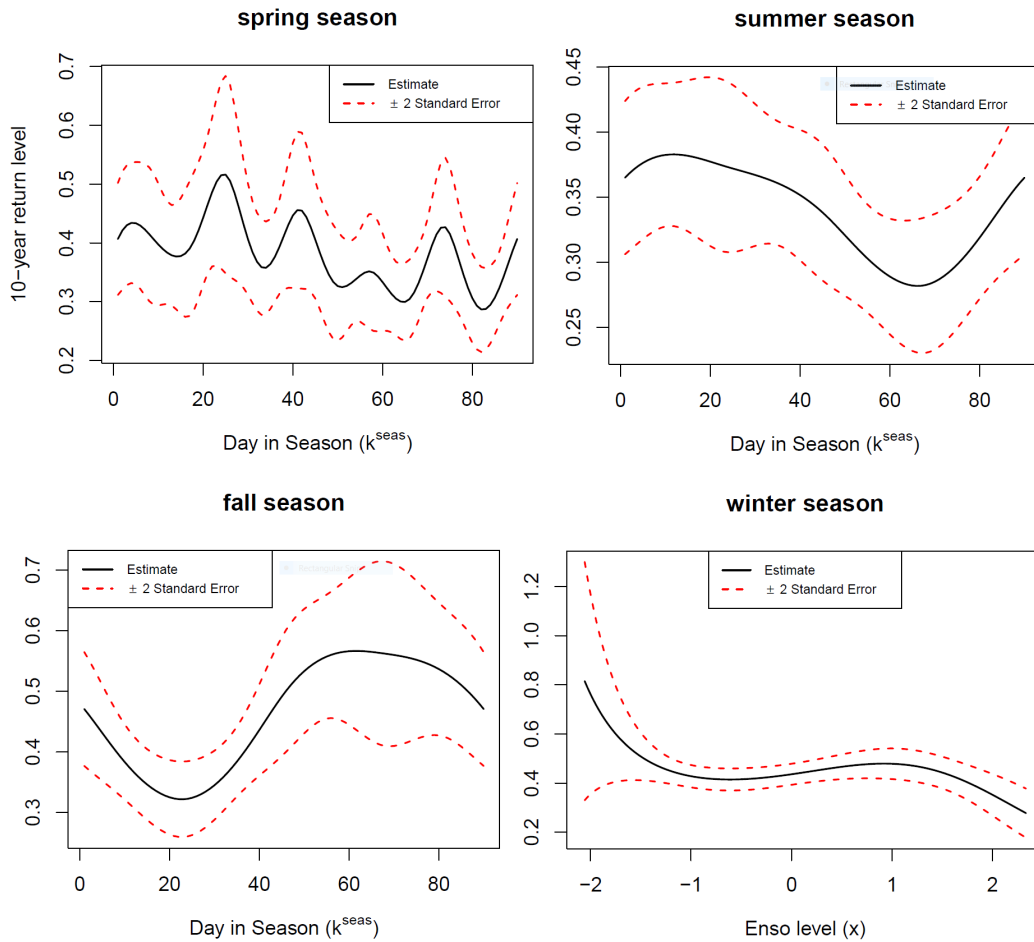 spring season
10−year return level
0.2 0.3 0.4 0.5 0.6 0.7
Estimate
± 2 Standard Error
0 20 40 60 80
Day in Season (k^seas)
summer season
0.25 0.30 0.35 0.40 0.45
Estimate
± 2 Standard Error
0 20 40 60 80
Day in Season (k^seas)
fall season
0.3 0.4 0.5 0.6 0.7
Estimate
± 2 Standard Error
0 20 40 60 80
Day in Season (k^seas)
winter season
0.2 0.4 0.6 0.8 1.0 1.2
Estimate
± 2 Standard Error
−2 −1 0 1 2
Enso level (x)